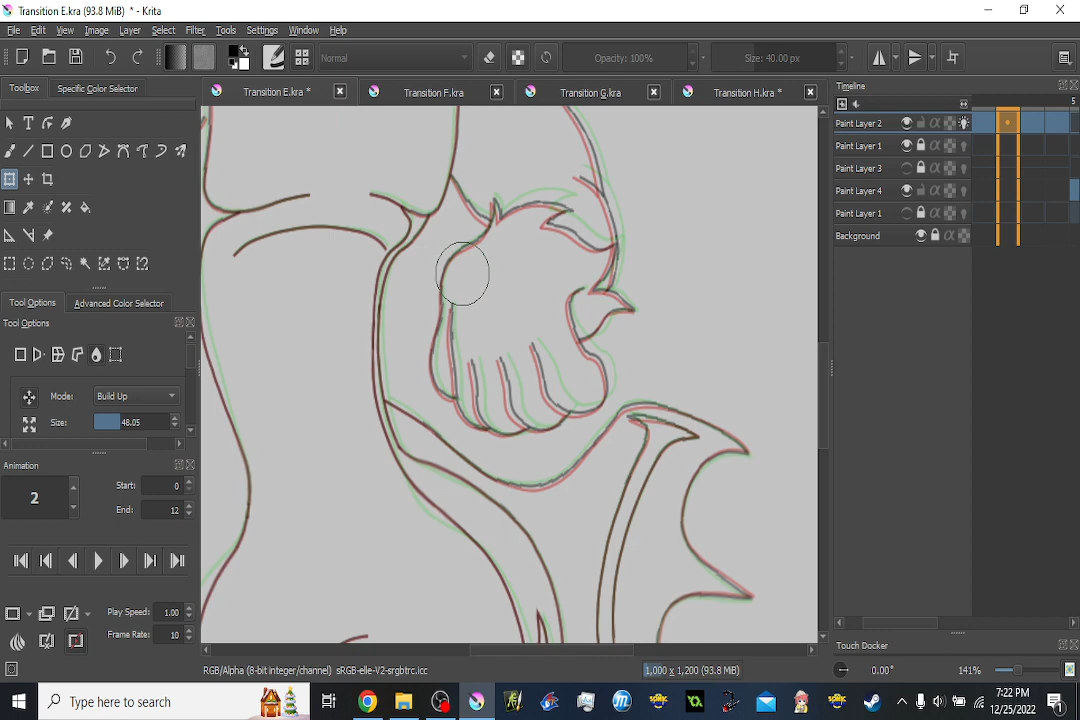 Transition E.kra (93.8 MiB) * - Krita
File Edit View Image Layer Select Filter Tools Settings Window Help
Normal Opacity: 100% Size: 40.00 px
Toolbox Specific Color Selector
Transition E.kra * Transition F.kra Transition G.kra Transition H.kra *
Timeline
5
Paint Layer 2
Paint Layer 1
Paint Layer 3
Paint Layer 4
Paint Layer 1
Background
Tool Options Advanced Color Selector
Tool Options
Mode: Build Up
Size: 48.05
Animation
2
Start: 0
End: 12
Play Speed: 1.00
Frame Rate: 10
Touch Docker
RGB/Alpha (8-bit integer/channel) sRGB-elle-V2-srgbtrc.icc 1,000 x 1,200 (93.8 MiB) 0.00° 141%
Type here to search
7:22 PM
12/25/2022
1